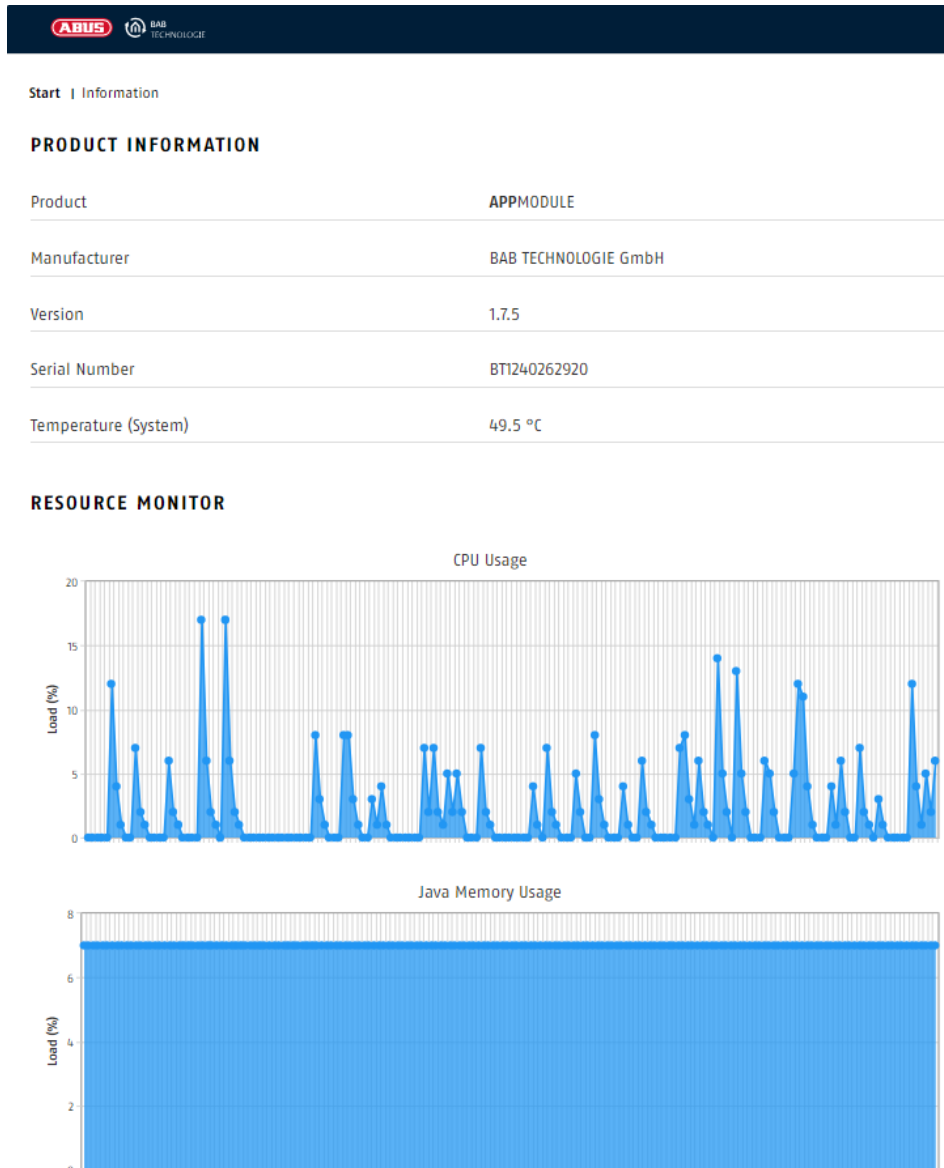 ABUS BAB
TECHNOLOGIE
Start | Information
PRODUCT INFORMATION
Product APPMODULE
Manufacturer BAB TECHNOLOGIE GmbH
Version 1.7.5
Serial Number BT1240262920
Temperature (System) 49.5 °C
RESOURCE MONITOR
CPU Usage
20
15
10
5
0
Load (%)
Java Memory Usage
8
6
4
2
0
Load (%)